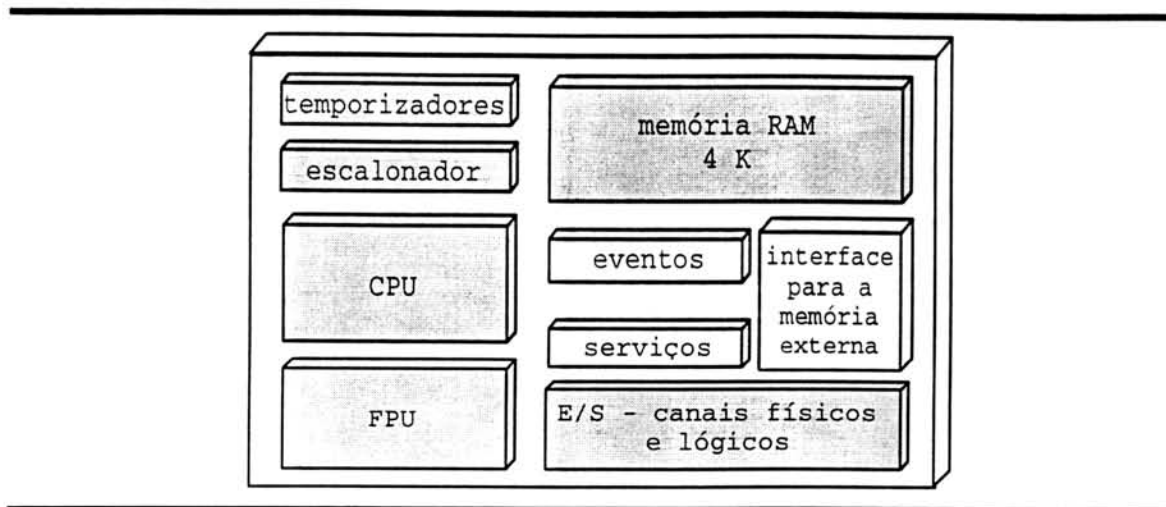 temporizadores
escalonador
CPU
FPU
memória RAM
4 K
eventos
serviços
interface
para a
memória
externa
E/S - canais físicos
e lógicos